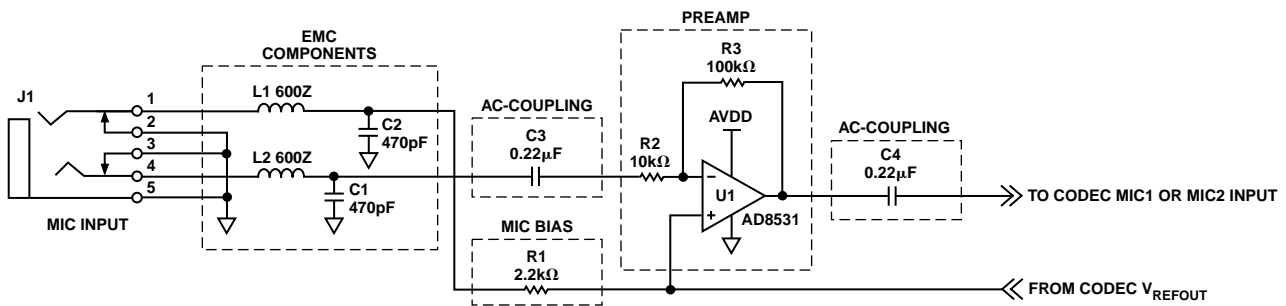 PREAMP
EMC
COMPONENTS
R3
100kΩ
J1
1
L1 600Z
AC-COUPLING
AVDD
AC-COUPLING
2
C2
470pF
C3
0.22μF
R2
10kΩ
C4
0.22μF
3
L2 600Z
4
–
U1
5
C1
470pF
+
AD8531
TO CODEC MIC1 OR MIC2 INPUT
MIC INPUT
MIC BIAS
R1
2.2kΩ
FROM CODEC VREFOUT